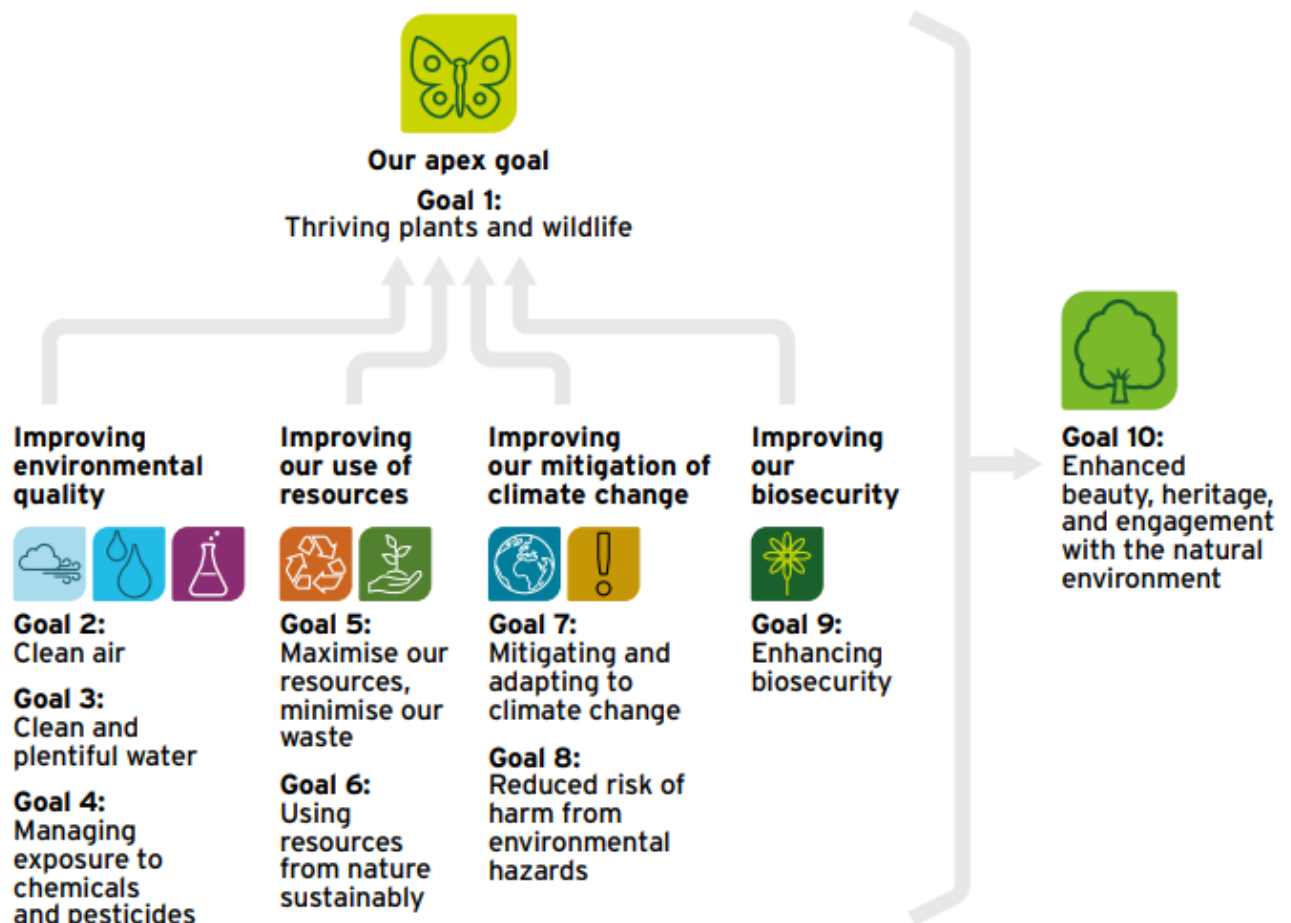 Our apex goal
Goal 1:
Thriving plants and wildlife
Improving
environmental
quality
Goal 2:
Clean air
Goal 3:
Clean and
plentiful water
Goal 4:
Managing
exposure to
chemicals
and pesticides
Improving
our use of
resources
Goal 5:
Maximise our
resources,
minimise our
waste
Goal 6:
Using
resources
from nature
sustainably
Improving
our mitigation of
climate change
Goal 7:
Mitigating and
adapting to
climate change
Goal 8:
Reduced risk of
harm from
environmental
hazards
Improving
our
biosecurity
Goal 9:
Enhancing
biosecurity
Goal 10:
Enhanced
beauty, heritage,
and engagement
with the natural
environment